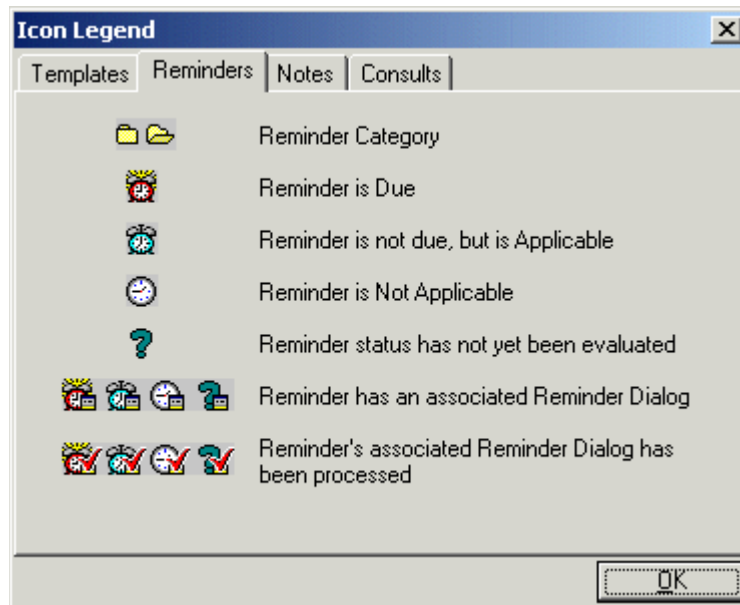 Icon Legend
Templates Reminders Notes Consults
Reminder Category
Reminder is Due
Reminder is not due, but is Applicable
Reminder is Not Applicable
Reminder status has not yet been evaluated
Reminder has an associated Reminder Dialog
Reminder's associated Reminder Dialog has
been processed
OK